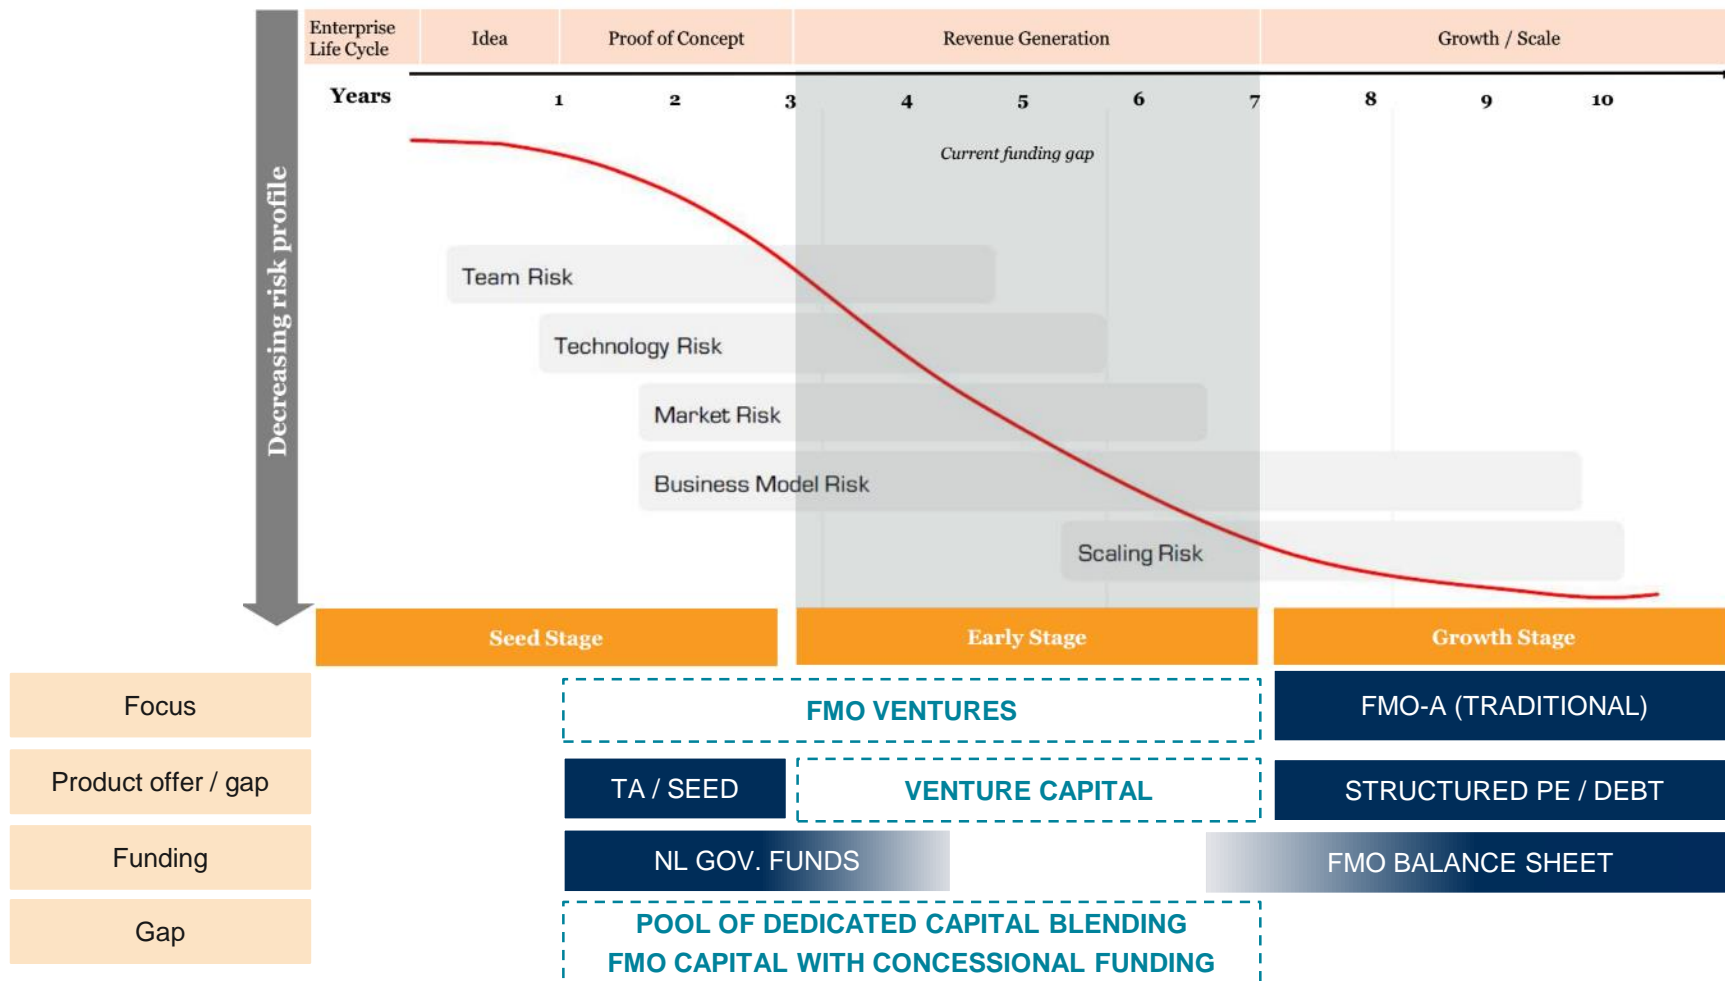 Enterprise
Life Cycle
Idea
Proof of Concept
Revenue Generation
Growth / Scale
Years
1
2
3
4
5
6
7
8
9
10
Current funding gap
Decreasing risk profile
Team Risk
Technology Risk
Market Risk
Business Model Risk
Scaling Risk
Seed Stage
Early Stage
Growth Stage
Focus
FMO VENTURES
FMO-A (TRADITIONAL)
Product offer / gap
TA / SEED
VENTURE CAPITAL
STRUCTURED PE / DEBT
Funding
NL GOV. FUNDS
FMO BALANCE SHEET
Gap
POOL OF DEDICATED CAPITAL BLENDING
FMO CAPITAL WITH CONCESSIONAL FUNDING